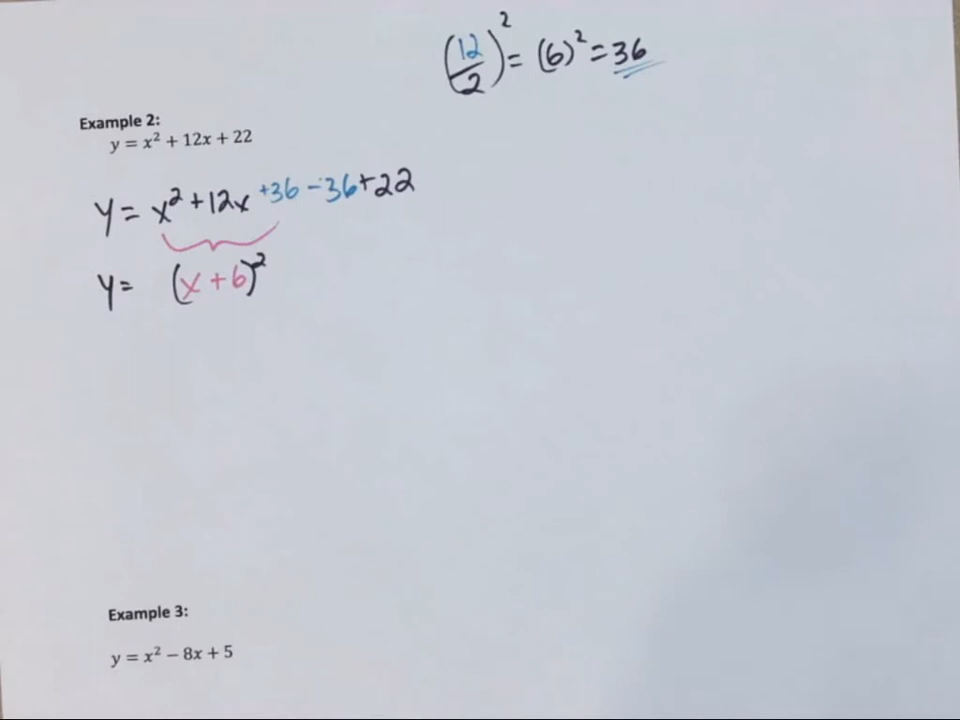 (12/2)² = (6)² = 36
Example 2:
y = x² + 12x + 22
y = x² + 12x +36 -36 +22
y = (x + 6)²
Example 3:
y = x² − 8x + 5